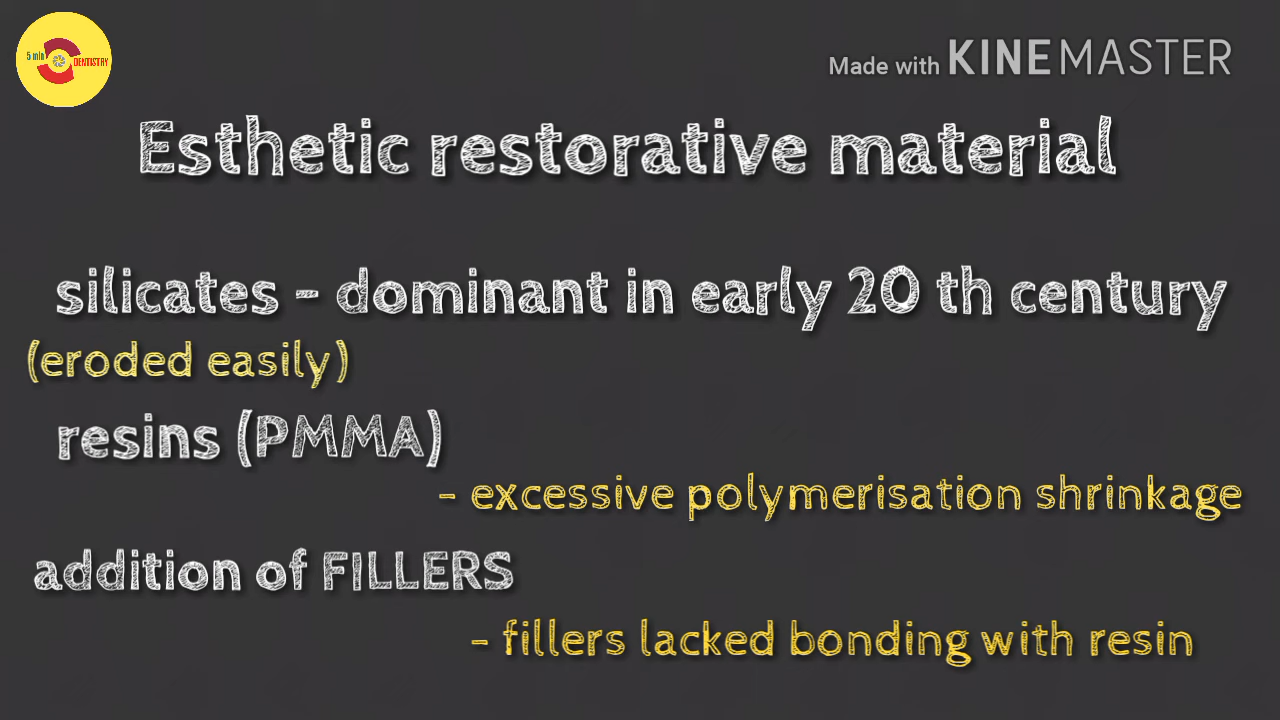 5 min
DENTISTRY
Made with KINEMASTER
Esthetic restorative material
silicates - dominant in early 20 th century
(eroded easily)
resins (PMMA)
- excessive polymerisation shrinkage
addition of FILLERS
- fillers lacked bonding with resin